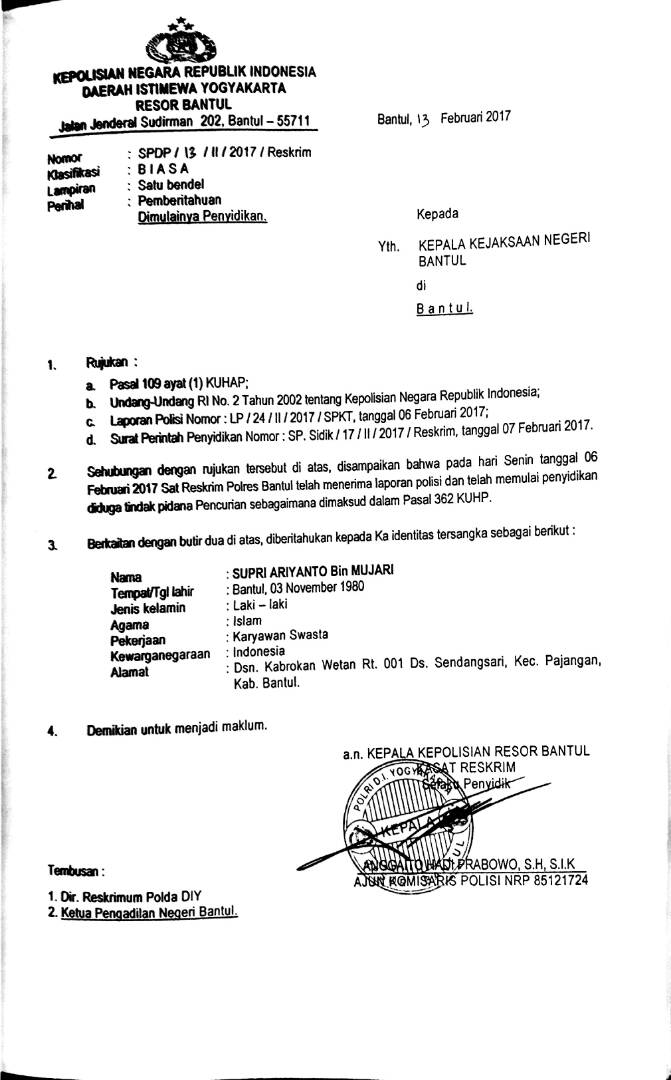 KEPOLISIAN NEGARA REPUBLIK INDONESIA
DAERAH ISTIMEWA YOGYAKARTA
RESOR BANTUL
Jalan Jenderal Sudirman 202, Bantul – 55711
Bantul, 13 Februari 2017
Nomor : SPDP / 13 / II / 2017 / Reskrim
Klasifikasi : B I A S A
Lampiran : Satu bendel
Perihal : Pemberitahuan
Dimulainya Penyidikan.
Kepada
Yth. KEPALA KEJAKSAAN NEGERI
BANTUL
di
B a n t u l.
1. Rujukan :
a. Pasal 109 ayat (1) KUHAP;
b. Undang-Undang RI No. 2 Tahun 2002 tentang Kepolisian Negara Republik Indonesia;
c. Laporan Polisi Nomor : LP / 24 / II / 2017 / SPKT, tanggal 06 Februari 2017;
d. Surat Perintah Penyidikan Nomor : SP. Sidik / 17 / II / 2017 / Reskrim, tanggal 07 Februari 2017.
2. Sehubungan dengan rujukan tersebut di atas, disampaikan bahwa pada hari Senin tanggal 06
Februari 2017 Sat Reskrim Polres Bantul telah menerima laporan polisi dan telah memulai penyidikan
diduga tindak pidana Pencurian sebagaimana dimaksud dalam Pasal 362 KUHP.
3. Berkaitan dengan butir dua di atas, diberitahukan kepada Ka identitas tersangka sebagai berikut :
Nama : SUPRI ARIYANTO Bin MUJARI
Tempat/Tgl lahir : Bantul, 03 November 1980
Jenis kelamin : Laki – laki
Agama : Islam
Pekerjaan : Karyawan Swasta
Kewarganegaraan : Indonesia
Alamat : Dsn. Kabrokan Wetan Rt. 001 Ds. Sendangsari, Kec. Pajangan,
Kab. Bantul.
4. Demikian untuk menjadi maklum.
a.n. KEPALA KEPOLISIAN RESOR BANTUL
KASAT RESKRIM
Selaku Penyidik
POLRI D.I. YOGYAKARTA
KEPALA
ANGGAITO HADI PRABOWO, S.H, S.I.K
AJUN KOMISARIS POLISI NRP 85121724
Tembusan :
1. Dir. Reskrimum Polda DIY
2. Ketua Pengadilan Negeri Bantul.